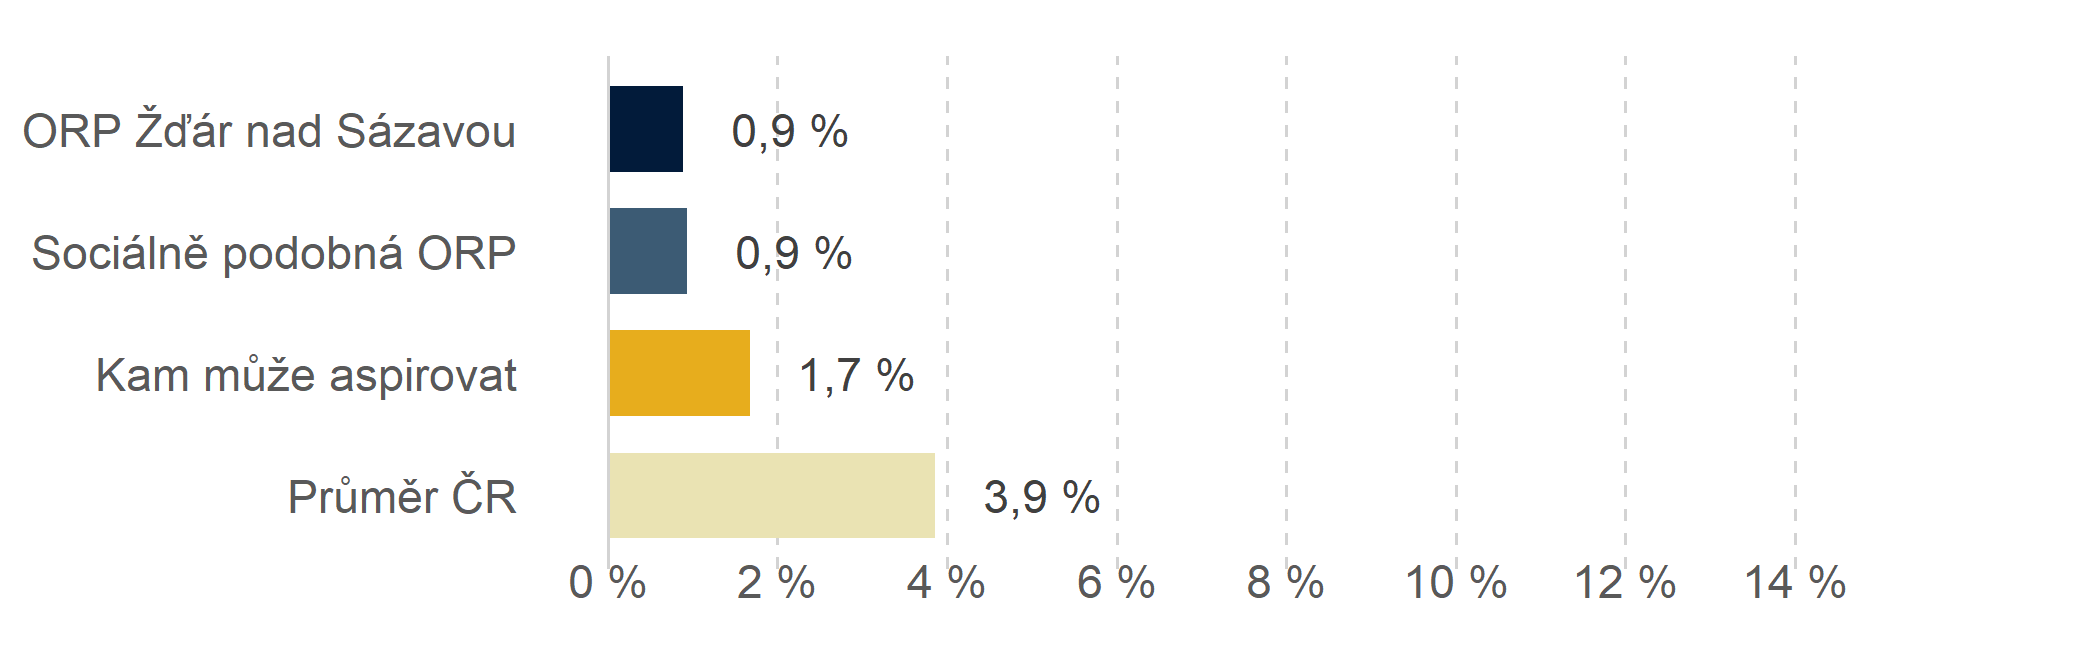 ORP Žďár nad Sázavou 0,9 %
Sociálně podobná ORP 0,9 %
Kam může aspirovat 1,7 %
Průměr ČR 3,9 %
0 % 2 % 4 % 6 % 8 % 10 % 12 % 14 %